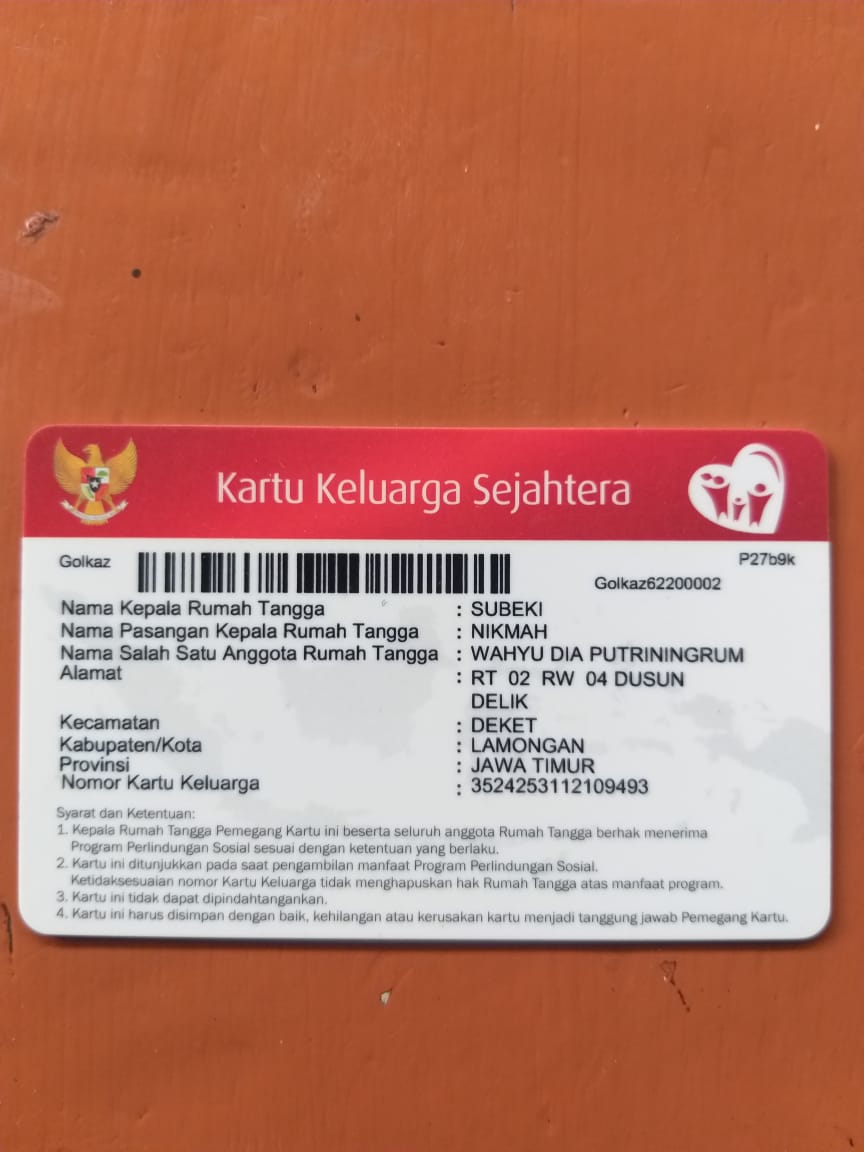 Kartu Keluarga Sejahtera
Golkaz
P27b9k
Golkaz62200002
Nama Kepala Rumah Tangga : SUBEKI
Nama Pasangan Kepala Rumah Tangga : NIKMAH
Nama Salah Satu Anggota Rumah Tangga : WAHYU DIA PUTRININGRUM
Alamat : RT 02 RW 04 DUSUN
DELIK
Kecamatan : DEKET
Kabupaten/Kota : LAMONGAN
Provinsi : JAWA TIMUR
Nomor Kartu Keluarga : 3524253112109493
Syarat dan Ketentuan:
1. Kepala Rumah Tangga Pemegang Kartu ini beserta seluruh anggota Rumah Tangga berhak menerima
Program Perlindungan Sosial sesuai dengan ketentuan yang berlaku.
2. Kartu ini ditunjukkan pada saat pengambilan manfaat Program Perlindungan Sosial.
Ketidaksesuaian nomor Kartu Keluarga tidak menghapuskan hak Rumah Tangga atas manfaat program.
3. Kartu ini tidak dapat dipindahtangankan.
4. Kartu ini harus disimpan dengan baik, kehilangan atau kerusakan kartu menjadi tanggung jawab Pemegang Kartu.